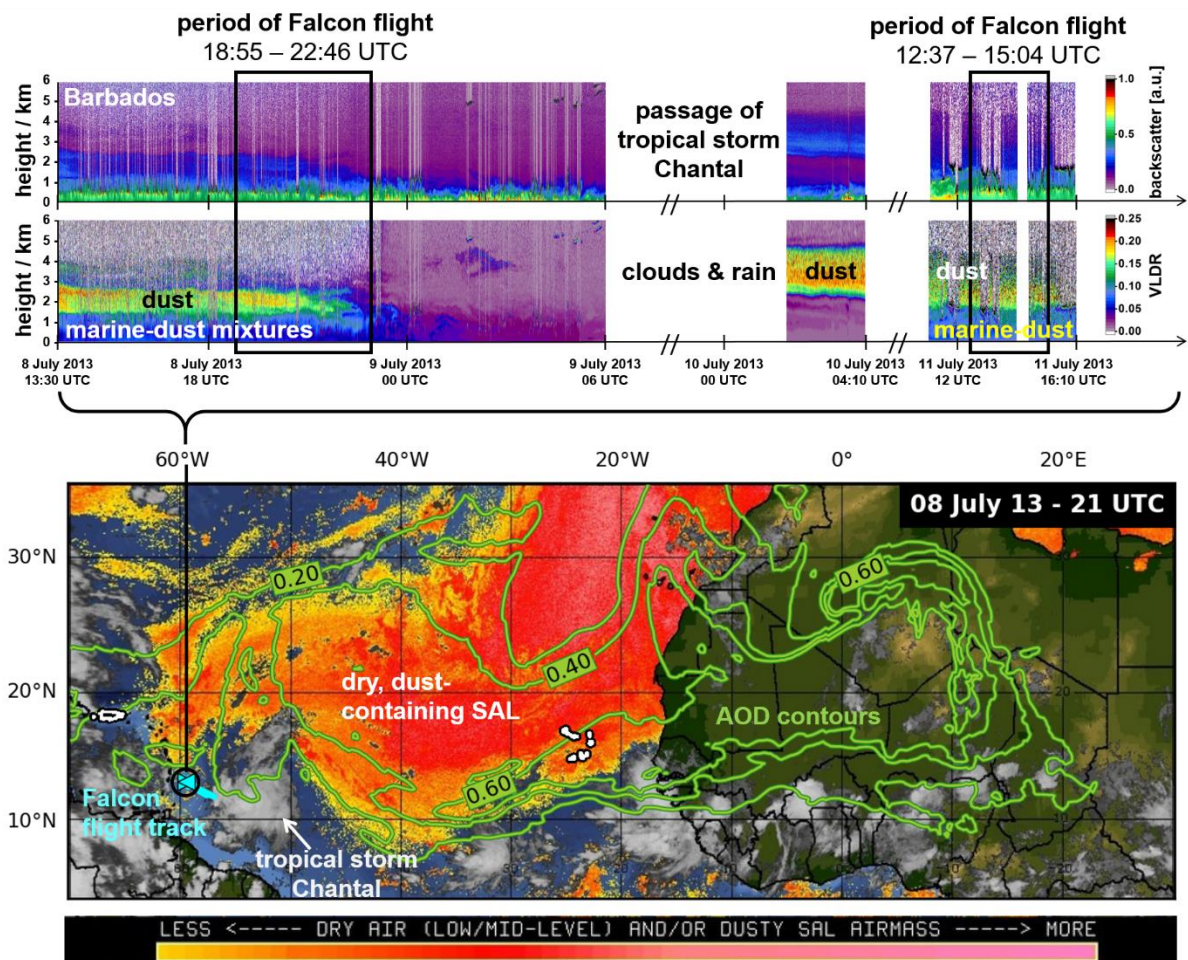 period of Falcon flight
18:55 – 22:46 UTC
period of Falcon flight
12:37 – 15:04 UTC
height / km
6
5
4
3
2
1
0
Barbados
passage of
tropical storm
Chantal
1.0
0.5
0.0
backscatter [a.u.]
height / km
6
5
4
3
2
1
0
dust
marine-dust mixtures
clouds & rain
dust
dust
marine-dust
0.25
0.20
0.15
0.10
0.05
0.00
VLDR
8 July 2013
13:30 UTC
8 July 2013
18 UTC
9 July 2013
00 UTC
9 July 2013
06 UTC
10 July 2013
00 UTC
10 July 2013
04:10 UTC
11 July 2013
12 UTC
11 July 2013
16:10 UTC
60°W 40°W 20°W 0° 20°E
08 July 13 - 21 UTC
30°N
20°N
10°N
0.20
0.40
0.60
0.60
dry, dust-
containing SAL
AOD contours
Falcon
flight track
tropical storm
Chantal
LESS <----- DRY AIR (LOW/MID-LEVEL) AND/OR DUSTY SAL AIRMASS -----> MORE